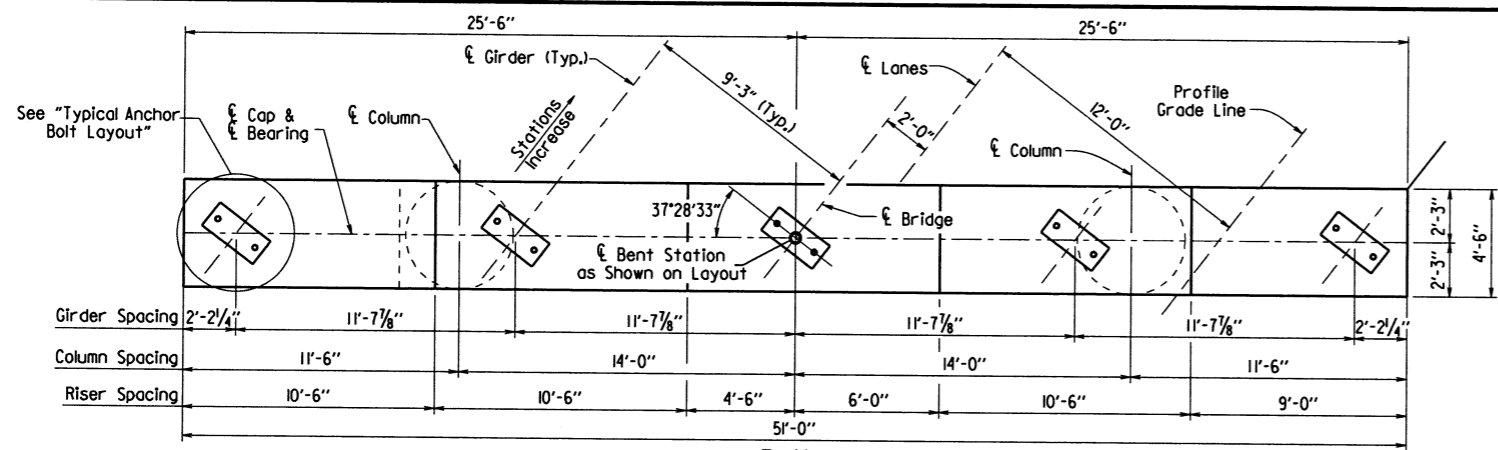 25'-6" 25'-6"
℄ Girder (Typ.)
℄ Lanes
9'-3" (Typ.)
12'-0"
Profile
Grade Line
See "Typical Anchor
Bolt Layout"
℄ Cap &
℄ Bearing
℄ Column
Stations
Increase
2'-0"
℄ Column
37°28'33"
℄ Bridge
℄ Bent Station
as Shown on Layout
2'-3"
2'-3"
4'-6"
Girder Spacing 2'-2¼" 11'-7⅞" 11'-7⅞" 11'-7⅞" 11'-7⅞" 2'-2¼"
Column Spacing 11'-6" 14'-0" 14'-0" 11'-6"
Riser Spacing 10'-6" 10'-6" 4'-6" 6'-0" 10'-6" 9'-0"
51'-0"